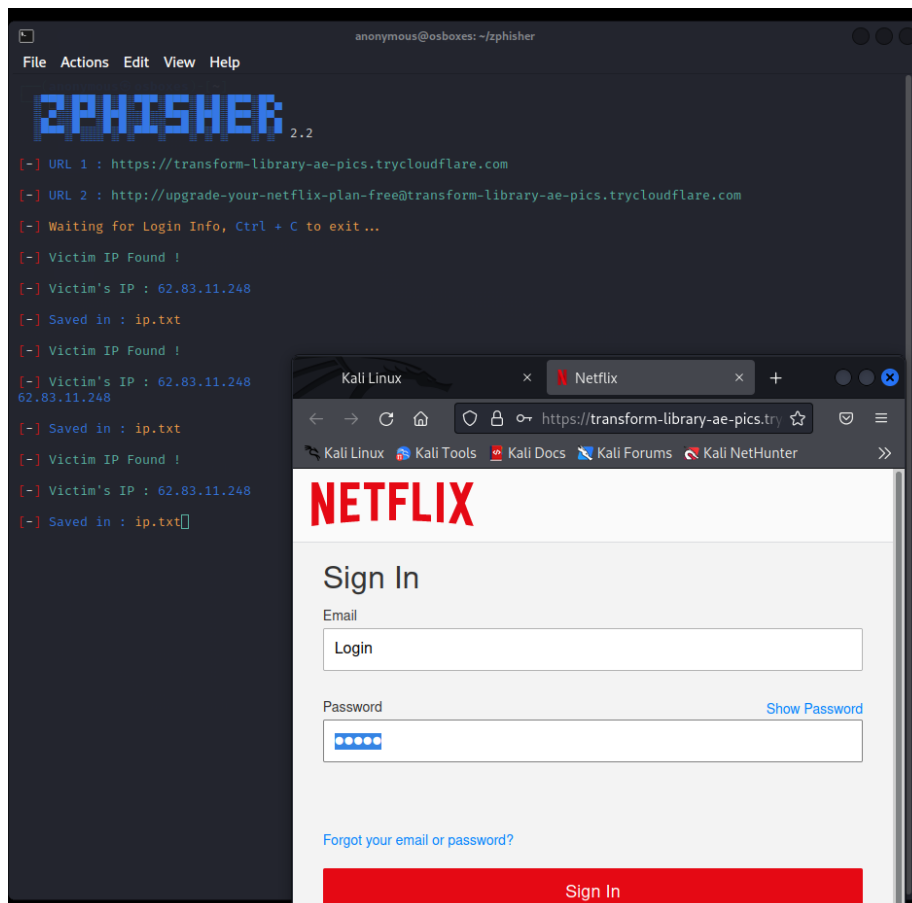 anonymous@osboxes: ~/zphisher
File Actions Edit View Help
ZPHISHER 2.2
[-] URL 1 : https://transform-library-ae-pics.trycloudflare.com
[-] URL 2 : http://upgrade-your-netflix-plan-free@transform-library-ae-pics.trycloudflare.com
[-] Waiting for Login Info, Ctrl + C to exit...
[-] Victim IP Found !
[-] Victim's IP : 62.83.11.248
[-] Saved in : ip.txt
[-] Victim IP Found !
[-] Victim's IP : 62.83.11.248
62.83.11.248
[-] Saved in : ip.txt
[-] Victim IP Found !
[-] Victim's IP : 62.83.11.248
[-] Saved in : ip.txt
Kali Linux
Netflix
https://transform-library-ae-pics.try
Kali Linux Kali Tools Kali Docs Kali Forums Kali NetHunter
NETFLIX
Sign In
Email
Login
Password Show Password
Forgot your email or password?
Sign In